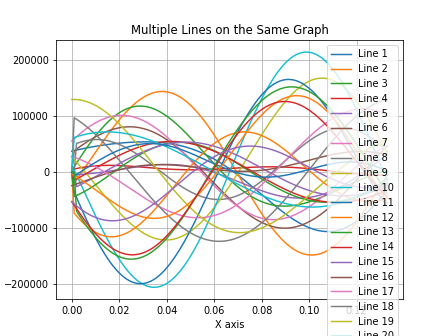 Multiple Lines on the Same Graph
200000
100000
0
−100000
−200000
0.00
0.02
0.04
0.06
0.08
0.10
X axis
Line 1
Line 2
Line 3
Line 4
Line 5
Line 6
Line 7
Line 8
Line 9
Line 10
Line 11
Line 12
Line 13
Line 14
Line 15
Line 16
Line 17
Line 18
Line 19
Line 20